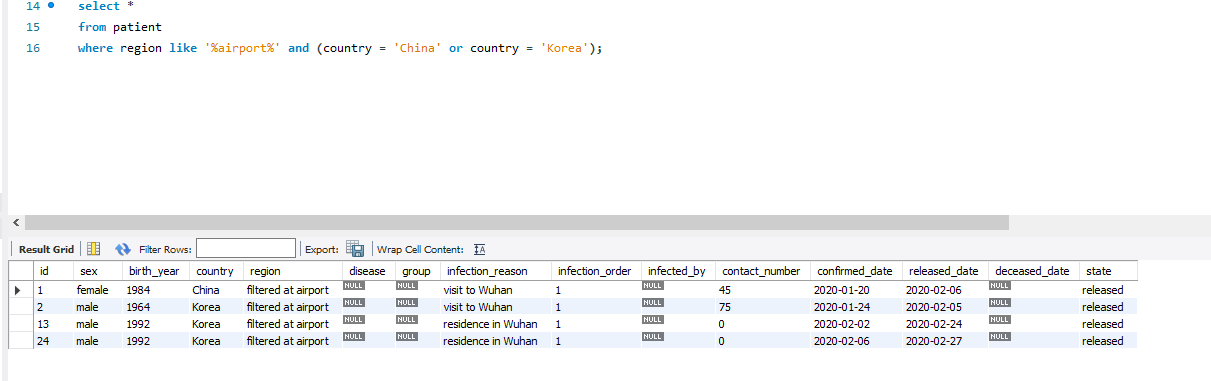 14 select *
15 from patient
16 where region like '%airport%' and (country = 'China' or country = 'Korea');
Result Grid Filter Rows: Export: Wrap Cell Content: IA
id sex birth_year country region disease group infection_reason infection_order infected_by contact_number confirmed_date released_date deceased_date state
1 female 1984 China filtered at airport NULL NULL visit to Wuhan 1 NULL 45 2020-01-20 2020-02-06 NULL released
2 male 1964 Korea filtered at airport NULL NULL visit to Wuhan 1 NULL 75 2020-01-24 2020-02-05 NULL released
13 male 1992 Korea filtered at airport NULL NULL residence in Wuhan 1 NULL 0 2020-02-02 2020-02-24 NULL released
24 male 1992 Korea filtered at airport NULL NULL residence in Wuhan 1 NULL 0 2020-02-06 2020-02-27 NULL released